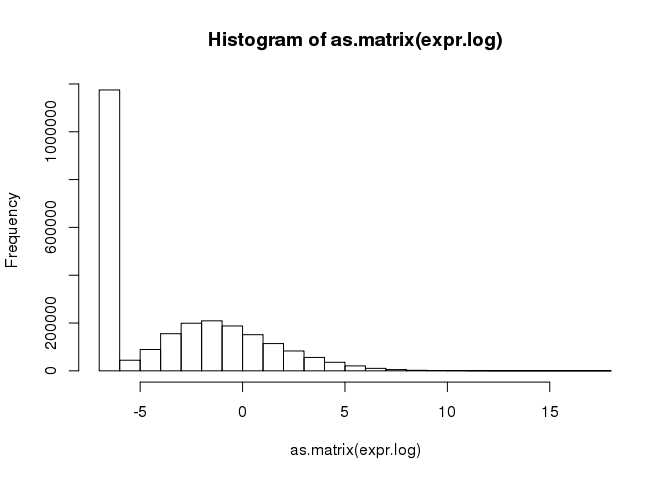 Histogram of as.matrix(expr.log)
Frequency
1000000
600000
200000
0
-5 0 5 10 15
as.matrix(expr.log)